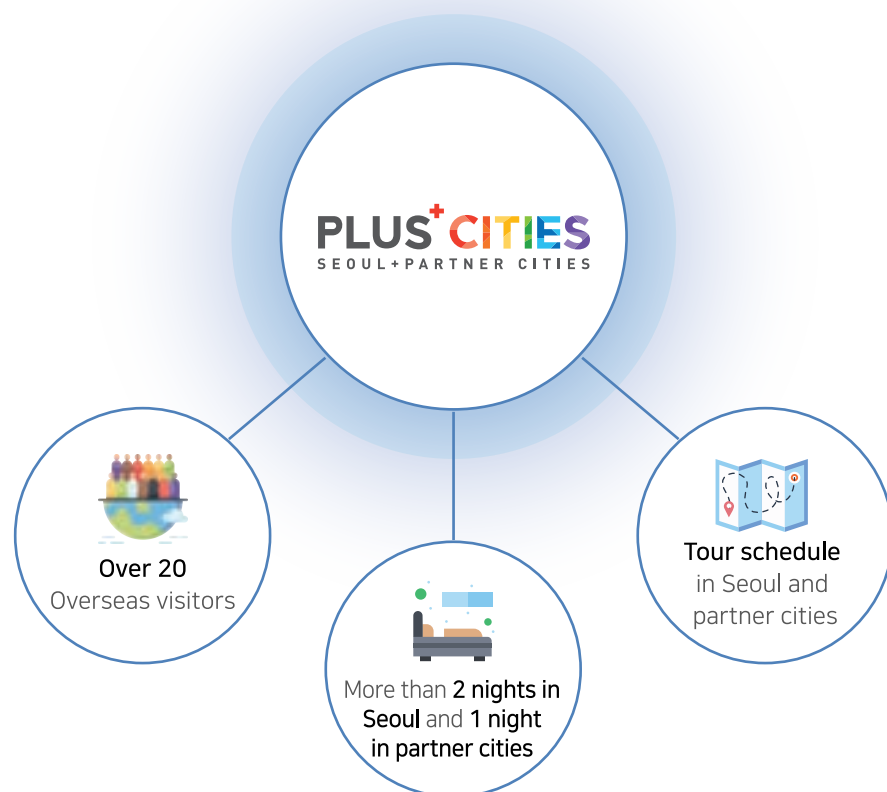 PLUS+CITIES
SEOUL+PARTNER CITIES
Over 20
Overseas visitors
More than 2 nights in
Seoul and 1 night
in partner cities
Tour schedule
in Seoul and
partner cities